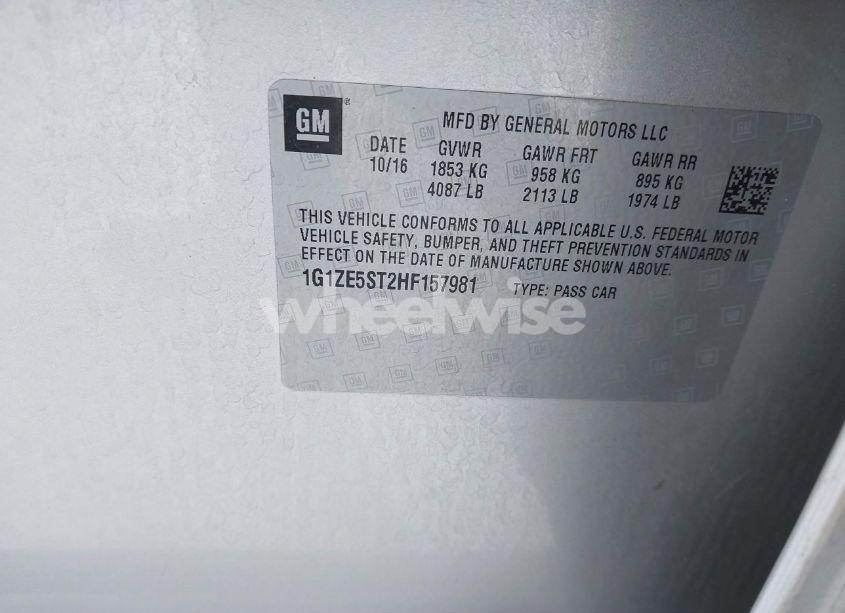 GM®
MFD BY GENERAL MOTORS LLC
DATE GVWR GAWR FRT GAWR RR
10/16 1853 KG 958 KG 895 KG
4087 LB 2113 LB 1974 LB
THIS VEHICLE CONFORMS TO ALL APPLICABLE U.S. FEDERAL MOTOR
VEHICLE SAFETY, BUMPER, AND THEFT PREVENTION STANDARDS IN
EFFECT ON THE DATE OF MANUFACTURE SHOWN ABOVE.
1G1ZE5ST2HF157981 TYPE: PASS CAR
wheelwise